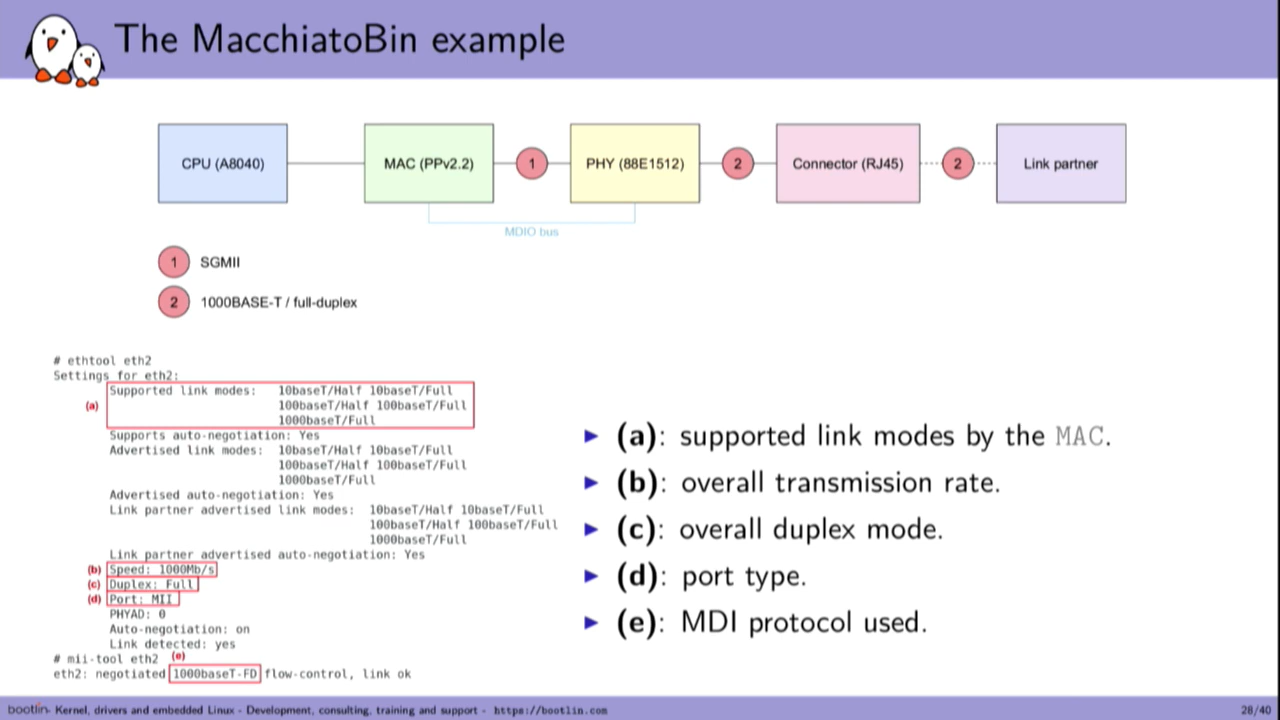 The MacchiatoBin example
CPU (A8040)
MAC (PPv2.2)
1
PHY (88E1512)
2
Connector (RJ45)
2
Link partner
MDIO bus
1 SGMII
2 1000BASE-T / full-duplex
# ethtool eth2
Settings for eth2:
(a)
Supported link modes: 10baseT/Half 10baseT/Full
100baseT/Half 100baseT/Full
1000baseT/Full
Supports auto-negotiation: Yes
Advertised link modes: 10baseT/Half 10baseT/Full
100baseT/Half 100baseT/Full
1000baseT/Full
Advertised auto-negotiation: Yes
Link partner advertised link modes: 10baseT/Half 10baseT/Full
100baseT/Half 100baseT/Full
1000baseT/Full
Link partner advertised auto-negotiation: Yes
(b) Speed: 1000Mb/s
(c) Duplex: Full
(d) Port: MII
PHYAD: 0
Auto-negotiation: on
Link detected: yes
# mii-tool eth2 (e)
eth2: negotiated 1000baseT-FD flow-control, link ok
(a): supported link modes by the MAC.
(b): overall transmission rate.
(c): overall duplex mode.
(d): port type.
(e): MDI protocol used.
bootlin - Kernel, drivers and embedded Linux - Development, consulting, training and support - https://bootlin.com
28/40